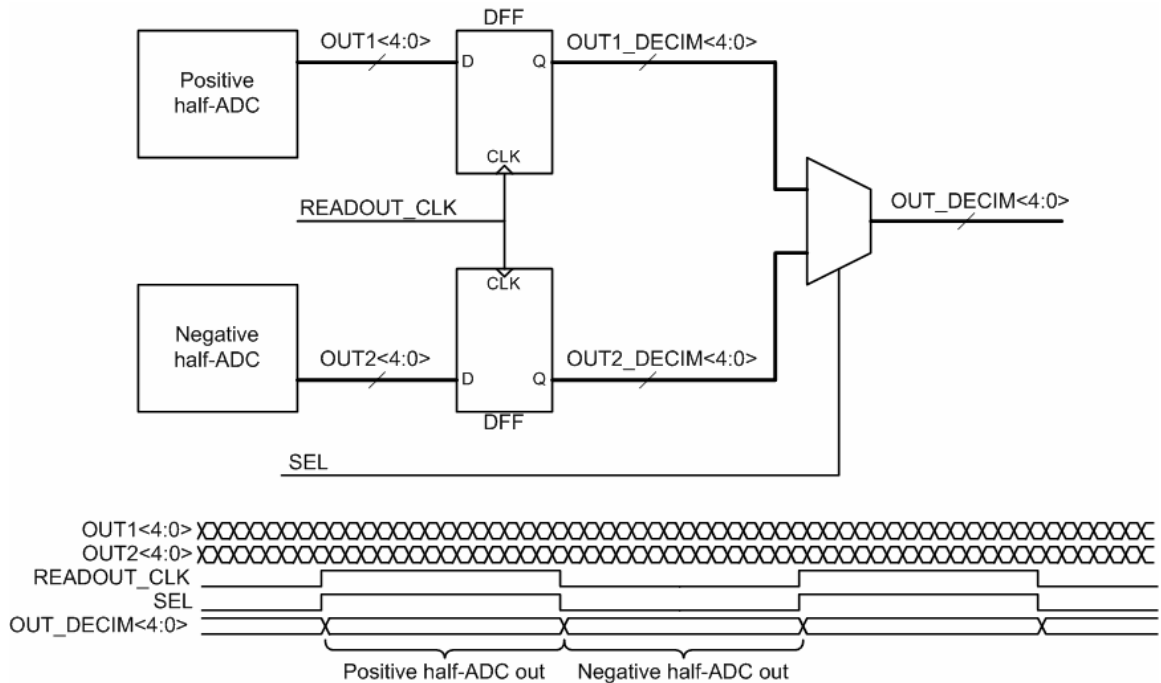 DFF
OUT1<4:0>
OUT1_DECIM<4:0>
D
Q
Positive
half-ADC
CLK
READOUT_CLK
OUT_DECIM<4:0>
CLK
Negative
half-ADC
OUT2<4:0>
OUT2_DECIM<4:0>
D
Q
DFF
SEL
OUT1<4:0>
OUT2<4:0>
READOUT_CLK
SEL
OUT_DECIM<4:0>
Positive half-ADC out
Negative half-ADC out